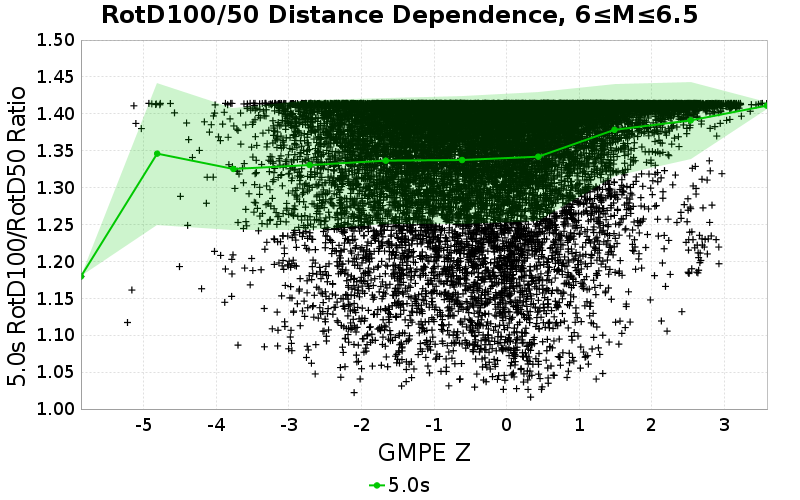 RotD100/50 Distance Dependence, 6≤M≤6.5
5.0s RotD100/RotD50 Ratio
1.50
1.45
1.40
1.35
1.30
1.25
1.20
1.15
1.10
1.05
1.00
-5 -4 -3 -2 -1 0 1 2 3
GMPE Z
5.0s